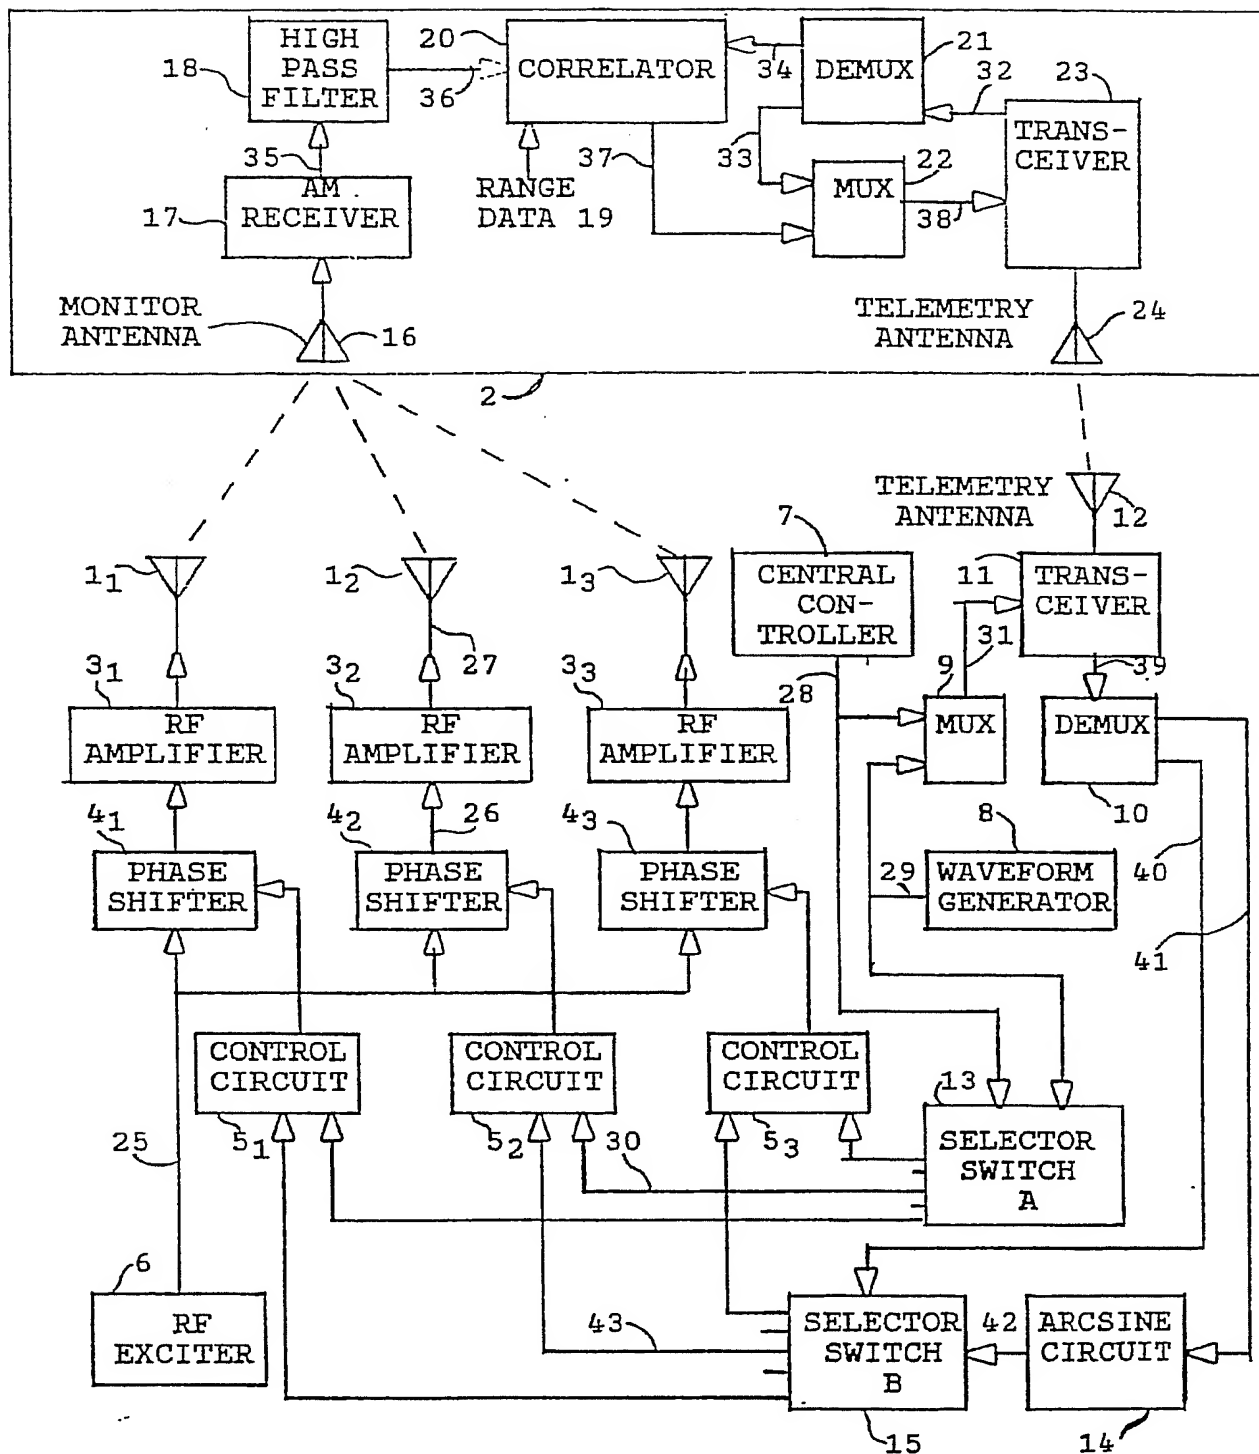 HIGH
PASS
FILTER
18
20
CORRELATOR
36
34
DEMUX
21
32
23
TRANS-
CEIVER
35
AM
RECEIVER
17
RANGE
DATA 19
37
33
MUX
22
38
MONITOR
ANTENNA
16
TELEMETRY
ANTENNA
24
2
TELEMETRY
ANTENNA
12
1₁
1₂
1₃
27
7
CENTRAL
CON-
TROLLER
11
TRANS-
CEIVER
3₁
RF
AMPLIFIER
3₂
RF
AMPLIFIER
3₃
RF
AMPLIFIER
28
9
MUX
31
39
DEMUX
10
4₁
PHASE
SHIFTER
4₂
26
PHASE
SHIFTER
4₃
PHASE
SHIFTER
8
29
WAVEFORM
GENERATOR
40
41
CONTROL
CIRCUIT
5₁
CONTROL
CIRCUIT
5₂
CONTROL
CIRCUIT
5₃
13
SELECTOR
SWITCH
A
25
30
6
RF
EXCITER
43
SELECTOR
SWITCH
B
15
42
ARCSINE
CIRCUIT
14